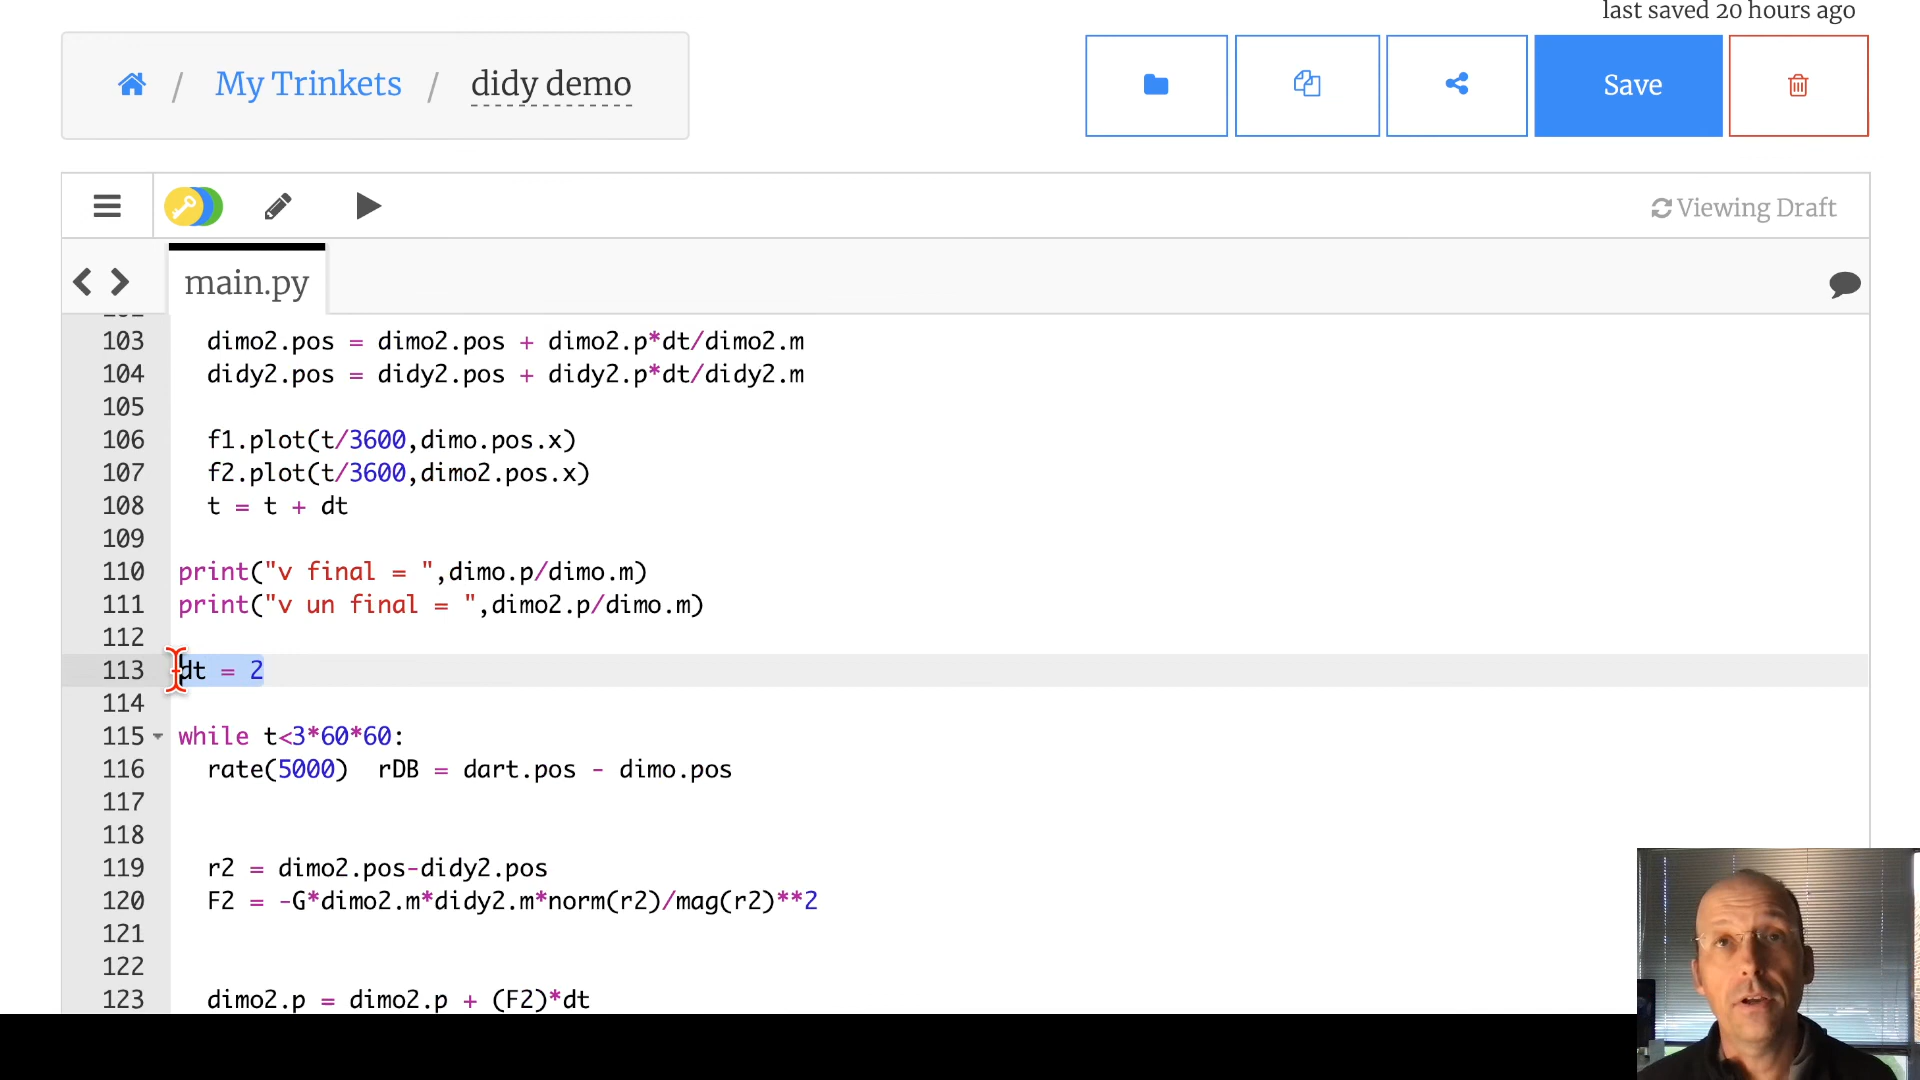 last saved 20 hours ago
/ My Trinkets / didy demo
Save
Viewing Draft
main.py
103 dimo2.pos = dimo2.pos + dimo2.p*dt/dimo2.m
104 didy2.pos = didy2.pos + didy2.p*dt/didy2.m
105
106 f1.plot(t/3600,dimo.pos.x)
107 f2.plot(t/3600,dimo2.pos.x)
108 t = t + dt
109
110 print("v final = ",dimo.p/dimo.m)
111 print("v un final = ",dimo2.p/dimo.m)
112
113 dt = 2
114
115 while t<3*60*60:
116 rate(5000)  rDB = dart.pos - dimo.pos
117
118
119 r2 = dimo2.pos-didy2.pos
120 F2 = -G*dimo2.m*didy2.m*norm(r2)/mag(r2)**2
121
122
123 dimo2.p = dimo2.p + (F2)*dt